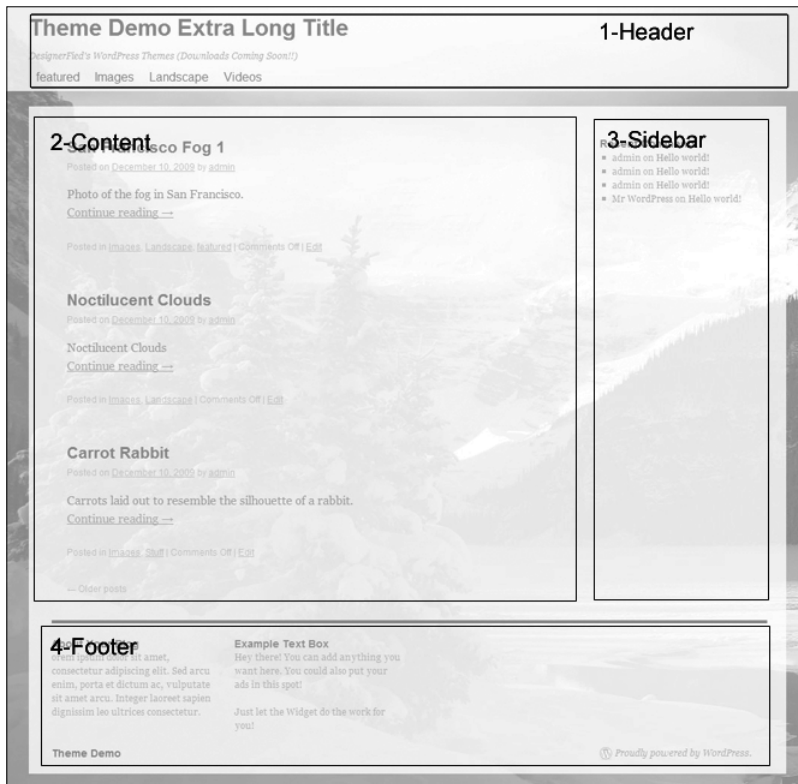 Theme Demo Extra Long Title
1-Header
DesignerFied's WordPress Themes (Downloads Coming Soon!!)
featured Images Landscape Videos
2-Content
San Francisco Fog 1
Posted on December 10, 2009 by admin
Photo of the fog in San Francisco.
Continue reading →
Posted in Images, Landscape, featured | Comments Off | Edit
Noctilucent Clouds
Posted on December 10, 2009 by admin
Noctilucent Clouds
Continue reading →
Posted in Images, Landscape | Comments Off | Edit
Carrot Rabbit
Posted on December 10, 2009 by admin
Carrots laid out to resemble the silhouette of a rabbit.
Continue reading →
Posted in Images, Stuff | Comments Off | Edit
← Older posts
3-Sidebar
admin on Hello world!
admin on Hello world!
admin on Hello world!
Mr WordPress on Hello world!
4-Footer
ipsum dolor sit amet,
consectetur adipiscing elit. Sed arcu
enim, porta et dictum ac, vulputate
sit amet arcu. Integer laoreet sapien
dignissim leo ultrices consectetur.
Example Text Box
Hey there! You can add anything you
want here. You could also put your
ads in this spot!
Just let the Widget do the work for
you!
Theme Demo
Proudly powered by WordPress.